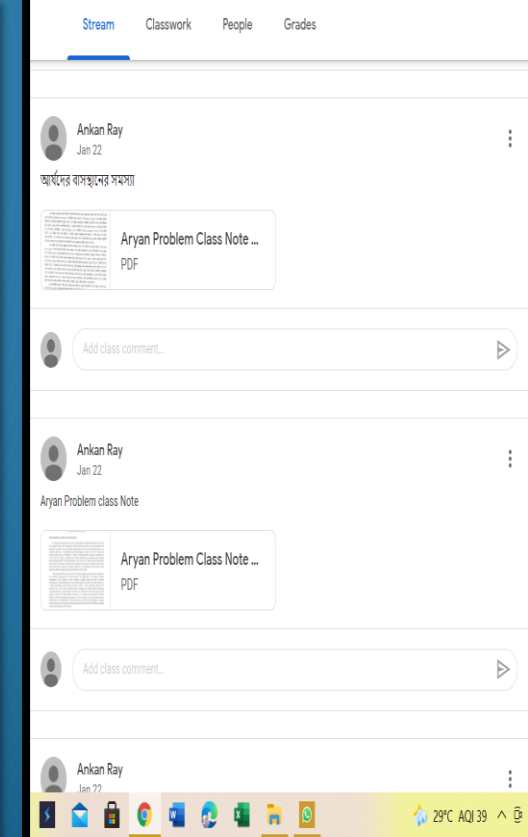 Stream Classwork People Grades
Ankan Ray
Jan 22
আর্যদের বাসস্থানের সমস্যা
Aryan Problem Class Note ...
PDF
Add class comment...
Ankan Ray
Jan 22
Aryan Problem class Note
Aryan Problem Class Note ...
PDF
Add class comment...
Ankan Ray
Jan 22
29°C AQI 39